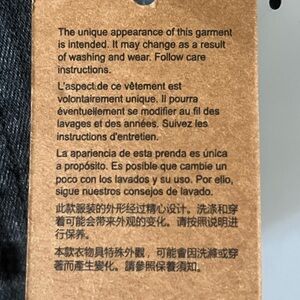 The unique appearance of this garment
is intended. It may change as a result
of washing and wear. Follow care
instructions.
L'aspect de ce vêtement est
volontairement unique. Il pourra
éventuellement se modifier au fil des
lavages et des années. Suivez les
instructions d'entretien.
La apariencia de esta prenda es única
a propósito. Es posible que cambie un
poco con los lavados y su uso. Por ello,
sigue nuestros consejos de lavado.
此款服装的外形经过精心设计。洗涤和穿
着可能会带来外观的变化。请按照说明进
行保养。
本款衣物具特殊外觀，可能會因洗滌或穿
著而產生變化。請參照保養須知。